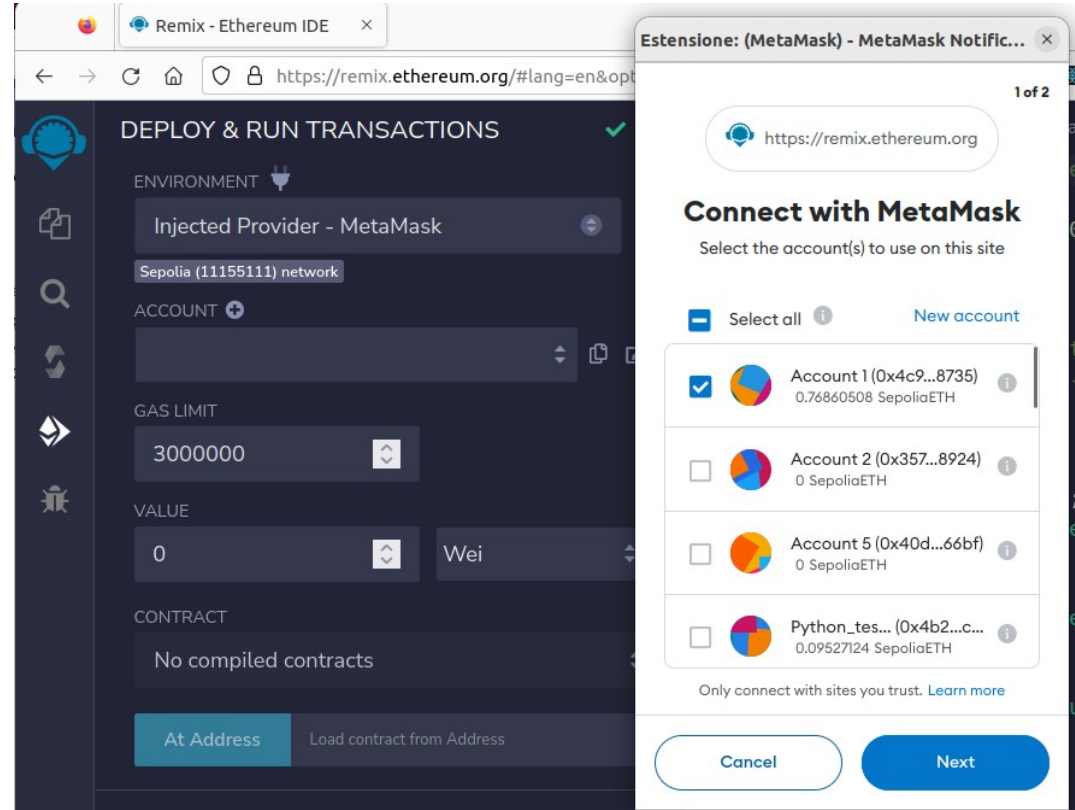 Remix - Ethereum IDE
https://remix.ethereum.org/#lang=en&opt
DEPLOY & RUN TRANSACTIONS
ENVIRONMENT
Injected Provider - MetaMask
Sepolia (11155111) network
ACCOUNT
GAS LIMIT
3000000
VALUE
0
Wei
CONTRACT
No compiled contracts
At Address
Load contract from Address
Estensione: (MetaMask) - MetaMask Notific...
1 of 2
https://remix.ethereum.org
Connect with MetaMask
Select the account(s) to use on this site
Select all
New account
Account 1 (0x4c9...8735)
0.76860508 SepoliaETH
Account 2 (0x357...8924)
0 SepoliaETH
Account 5 (0x40d...66bf)
0 SepoliaETH
Python_tes... (0x4b2...c...
0.09527124 SepoliaETH
Only connect with sites you trust. Learn more
Cancel
Next